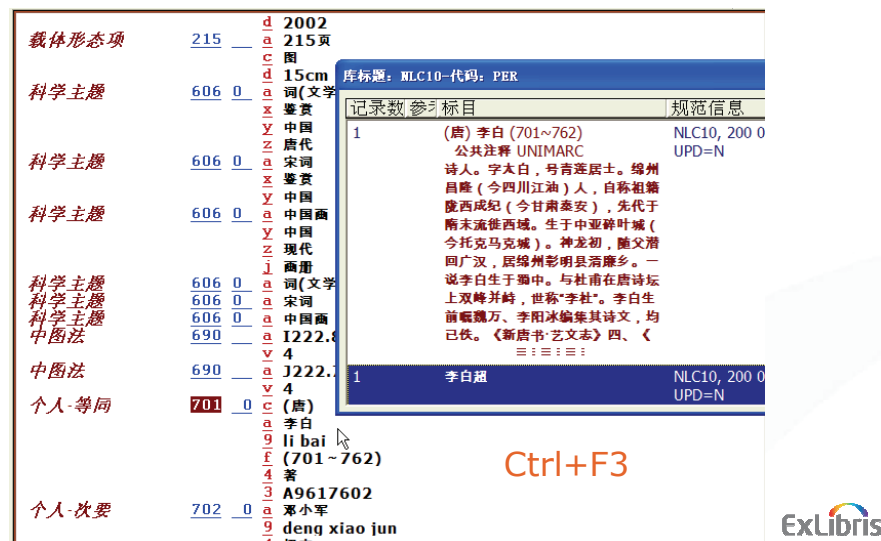 d 2002
载体形态项 215 __ a 215页
c 图
d 15cm
科学主题 606 0 a 词(文学
x 鉴赏
y 中国
z 唐代
科学主题 606 0 a 宋词
x 鉴赏
y 中国
科学主题 606 0 a 中国画
y 中国
z 现代
j 画册
科学主题 606 0 a 词(文学
科学主题 606 0 a 宋词
科学主题 606 0 a 中国画
中图法 690 __ a I222.8
v 4
中图法 690 __ a J222.7
v 4
个人-等同 701 _0 c (唐)
a 李白
9 li bai
f (701~762)
4 著
3 A9617602
个人-次要 702 _0 a 邓小军
9 deng xiao jun
库标题: NLC10-代码: PER
记录数 参 标目 规范信息
1 (唐) 李白 (701~762) NLC10, 200 0
公共注释 UNIMARC UPD=N
诗人。字太白，号青莲居士。绵州
昌隆（今四川江油）人，自称祖籍
陇西成纪（今甘肃秦安），先代于
隋末流徙西域。生于中亚碎叶城（
今托克马克城）。神龙初，随父潜
回广汉，居绵州彰明县清廉乡。一
说李白生于蜀中。与杜甫在唐诗坛
上双峰并峙，世称“李杜”。李白生
前嘱魏万、李阳冰编集其诗文，均
已佚。《新唐书·艺文志》四、《
1 李白超 NLC10, 200 0
UPD=N
Ctrl+F3
ExLibris